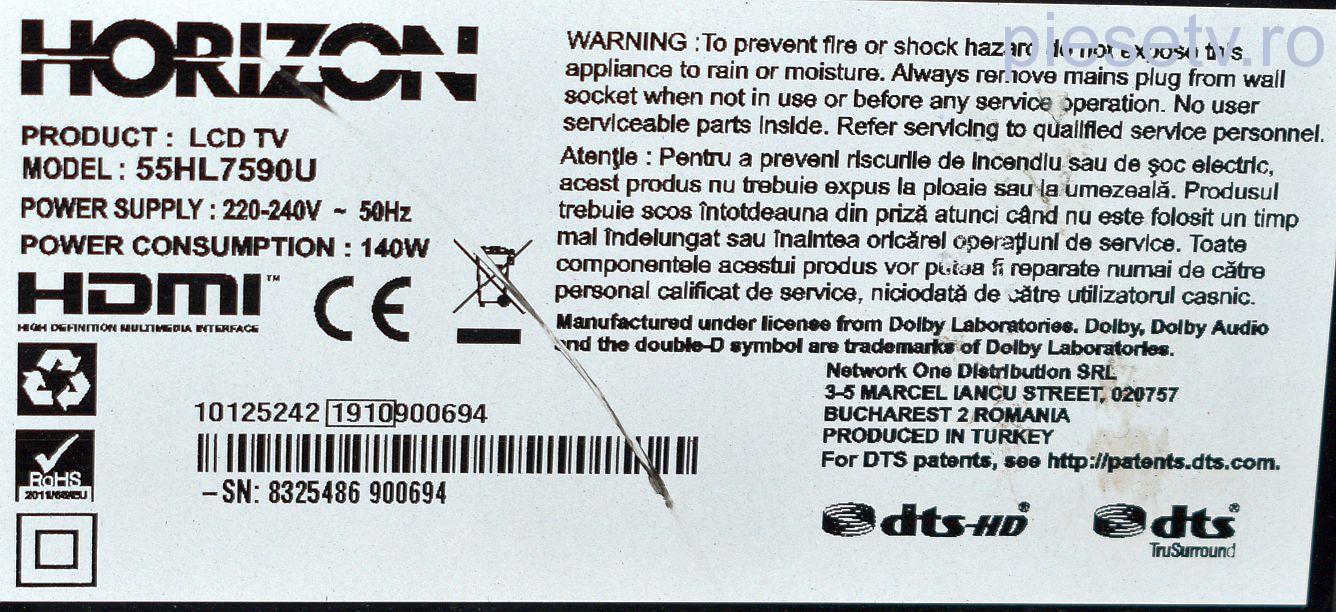 HORIZON
PRODUCT : LCD TV
MODEL : 55HL7590U
POWER SUPPLY : 220-240V ~ 50Hz
POWER CONSUMPTION : 140W
HDMI™
HIGH DEFINITION MULTIMEDIA INTERFACE
CE
RoHS
2011/65/EU
10125242 1910900694
–SN: 8325486 900694
piesetv.ro
WARNING :To prevent fire or shock hazard do not expose this
appliance to rain or moisture. Always remove mains plug from wall
socket when not in use or before any service operation. No user
serviceable parts inside. Refer servicing to qualified service personnel.
Atenţie : Pentru a preveni riscurile de incendiu sau de şoc electric,
acest produs nu trebuie expus la ploaie sau la umezeală. Produsul
trebuie scos întotdeauna din priză atunci când nu este folosit un timp
mai îndelungat sau înaintea oricărei operaţiuni de service. Toate
componentele acestui produs vor putea fi reparate numai de către
personal calificat de service, niciodată de către utilizatorul casnic.
Manufactured under license from Dolby Laboratories. Dolby, Dolby Audio
and the double-D symbol are trademarks of Dolby Laboratories.
Network One Distribution SRL
3-5 MARCEL IANCU STREET, 020757
BUCHAREST 2 ROMANIA
PRODUCED IN TURKEY
For DTS patents, see http://patents.dts.com.
dts-HD®
dts®
TruSurround